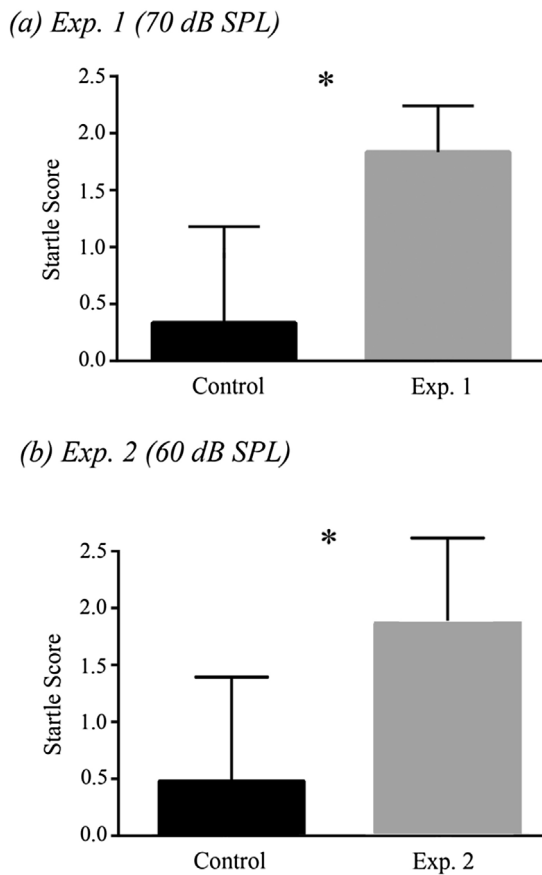 (a) Exp. 1 (70 dB SPL)
*
2.5
2.0
1.5
1.0
0.5
0.0
Startle Score
Control Exp. 1
(b) Exp. 2 (60 dB SPL)
*
2.5
2.0
1.5
1.0
0.5
0.0
Startle Score
Control Exp. 2